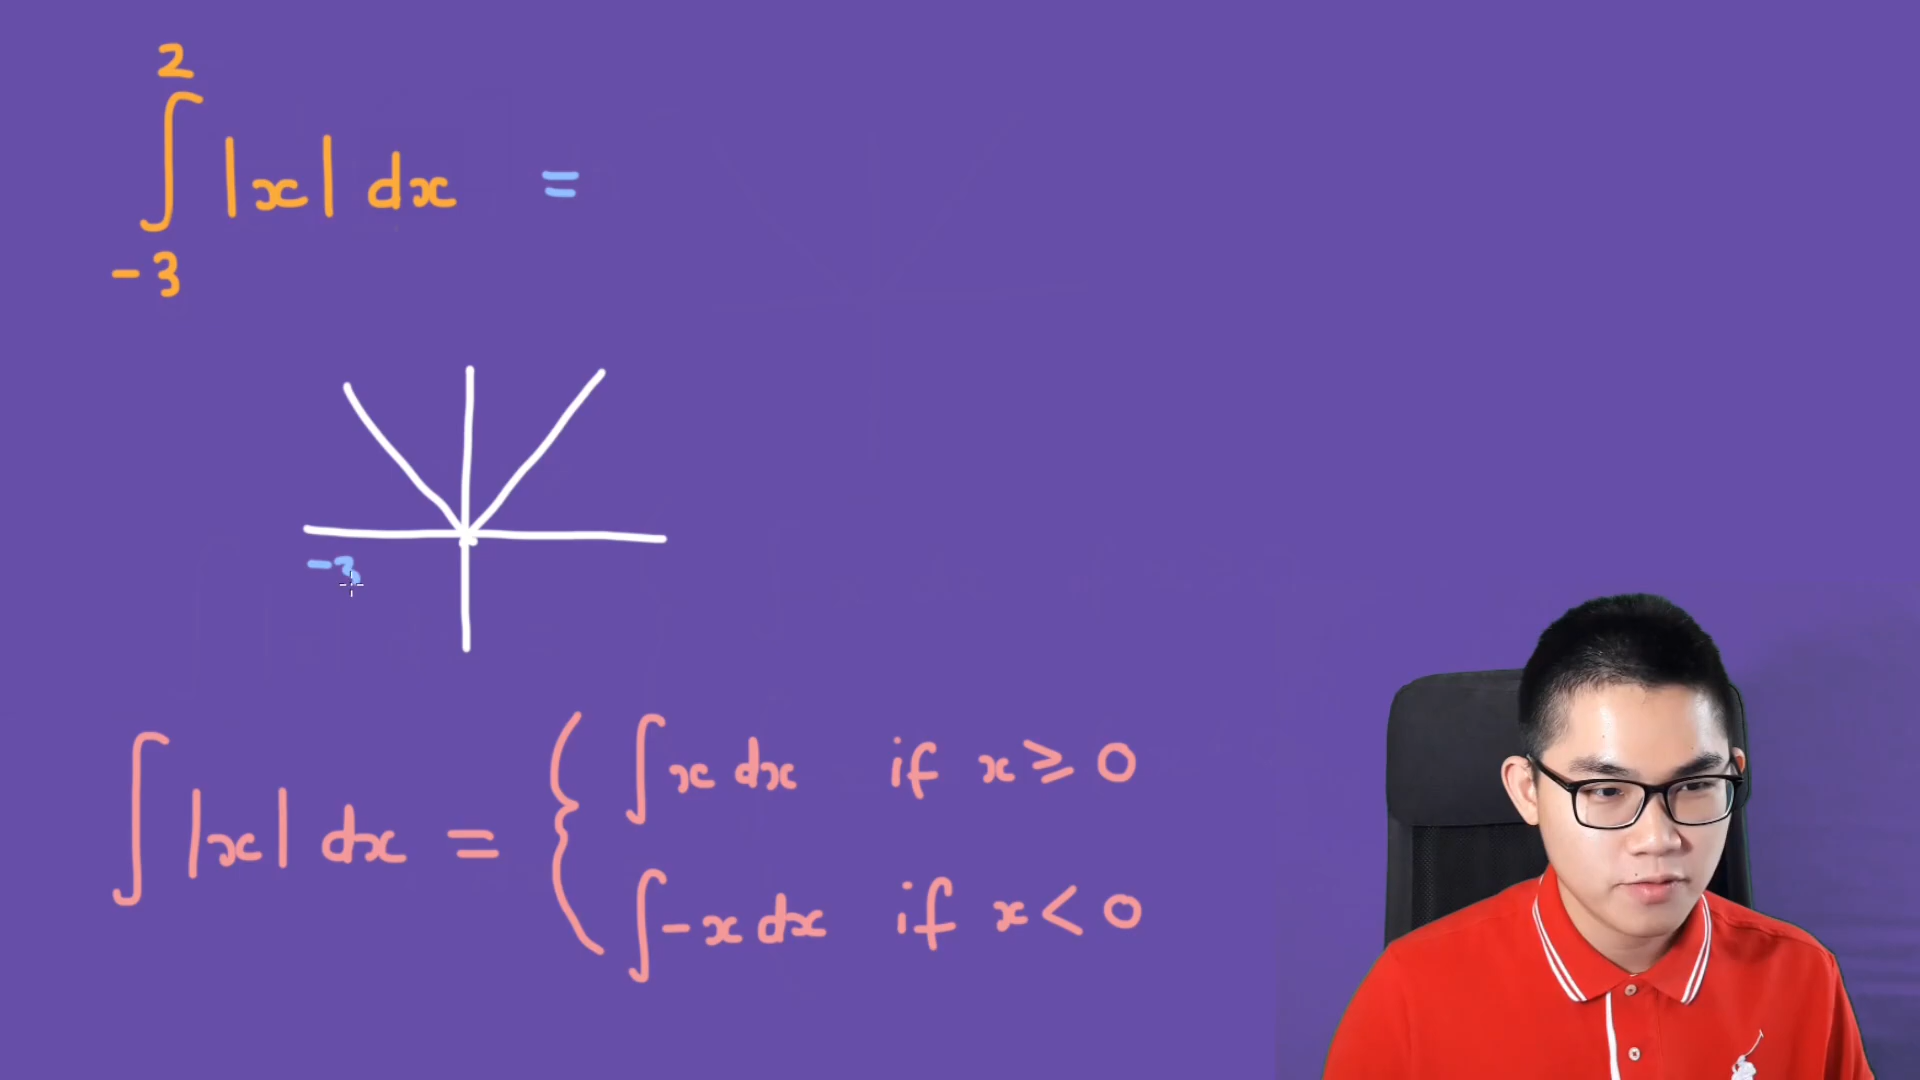 2
∫ |x| dx =
-3
-3
∫ |x| dx = { ∫ x dx if x ≥ 0
∫ -x dx if x < 0